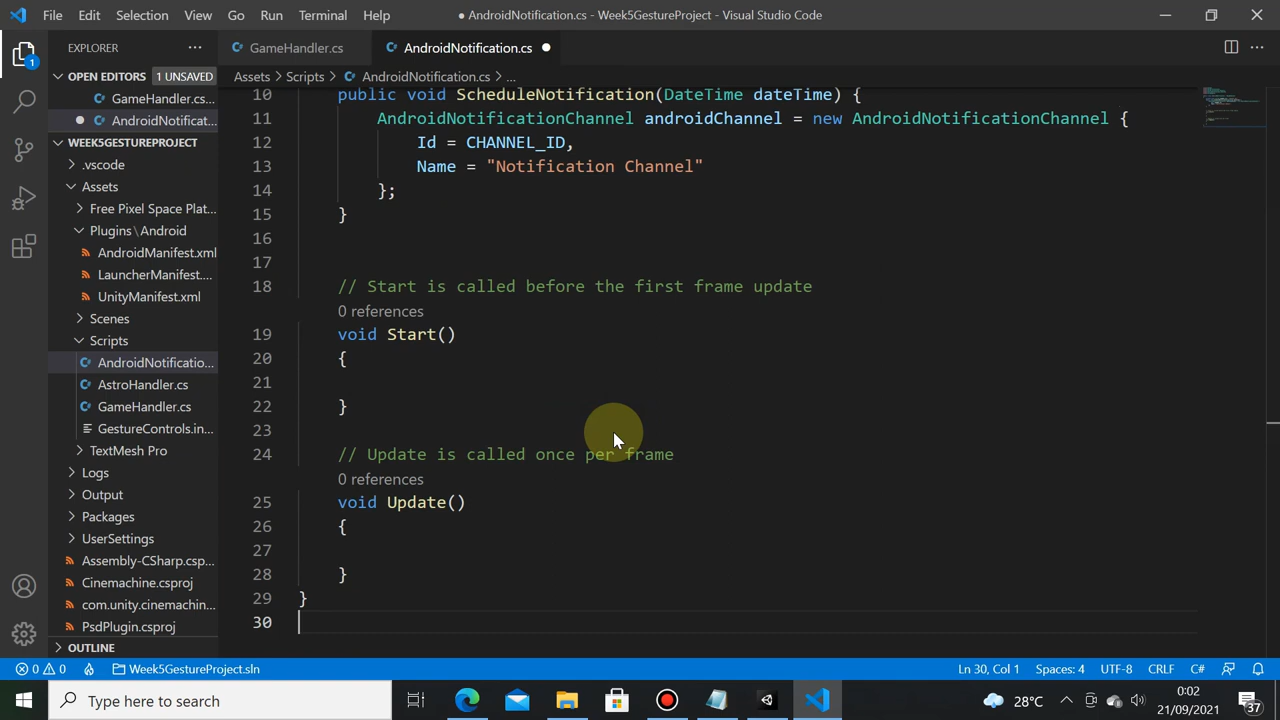 File Edit Selection View Go Run Terminal Help
● AndroidNotification.cs - Week5GestureProject - Visual Studio Code
EXPLORER
GameHandler.cs
AndroidNotification.cs
OPEN EDITORS 1 UNSAVED
GameHandler.cs...
AndroidNotificat...
WEEK5GESTUREPROJECT
.vscode
Assets
Free Pixel Space Plat...
Plugins\Android
AndroidManifest.xml
LauncherManifest....
UnityManifest.xml
Scenes
Scripts
AndroidNotificatio...
AstroHandler.cs
GameHandler.cs
GestureControls.in...
TextMesh Pro
Logs
Output
Packages
UserSettings
Assembly-CSharp.csp...
Cinemachine.csproj
com.unity.cinemachin...
PsdPlugin.csproj
OUTLINE
Assets > Scripts > AndroidNotification.cs > ...
10 public void ScheduleNotification(DateTime dateTime) {
11 AndroidNotificationChannel androidChannel = new AndroidNotificationChannel {
12 Id = CHANNEL_ID,
13 Name = "Notification Channel"
14 };
15 }
16
17
18 // Start is called before the first frame update
0 references
19 void Start()
20 {
21
22 }
23
24 // Update is called once per frame
0 references
25 void Update()
26 {
27
28 }
29 }
30
1
0 0 Week5GestureProject.sln
Ln 30, Col 1 Spaces: 4 UTF-8 CRLF C#
Type here to search
28°C
0:02
21/09/2021
37